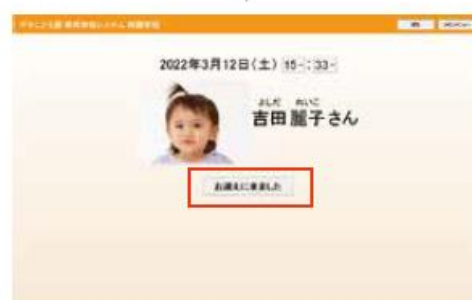 2022年3月12日(土) 15 : 33
よしだ れいこ
吉田 麗子さん
お迎えに来ました